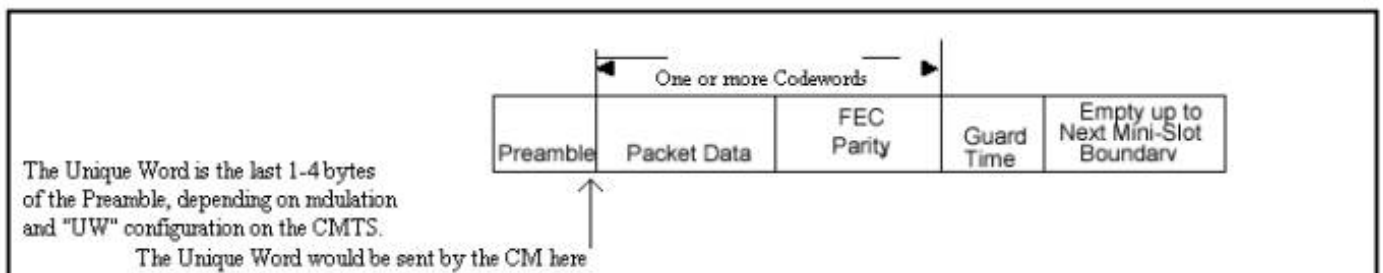 One or more Codewords
Preamble
Packet Data
FEC
Parity
Guard
Time
Empty up to
Next Mini-Slot
Boundary
The Unique Word is the last 1-4 bytes
of the Preamble, depending on mdulation
and "UW" configuration on the CMTS.
The Unique Word would be sent by the CM here